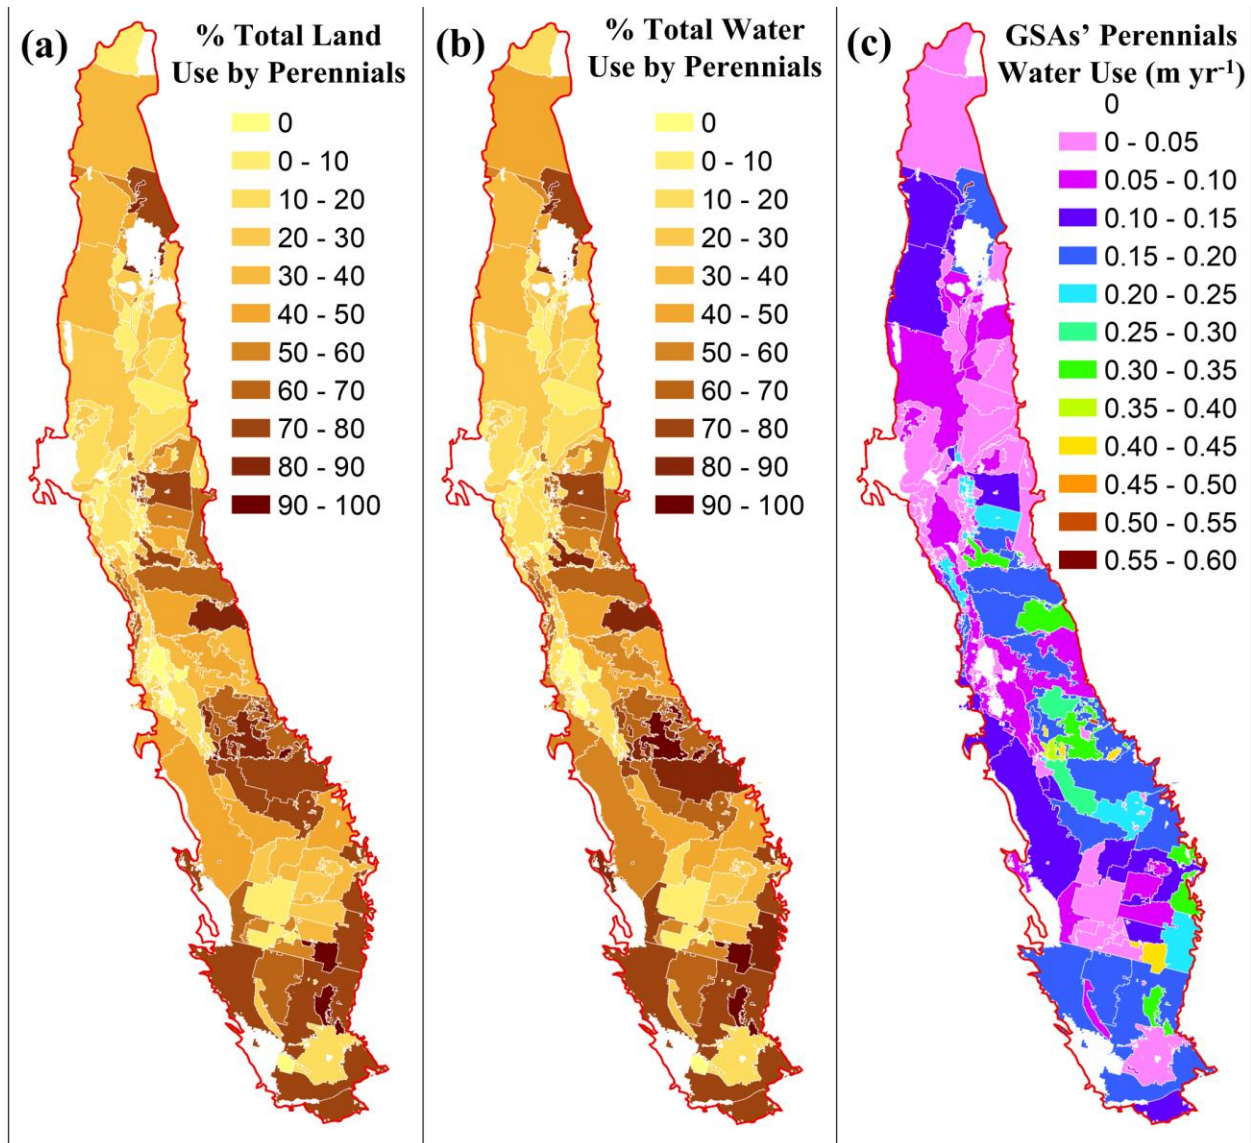 (a) % Total Land
Use by Perennials
0
0 - 10
10 - 20
20 - 30
30 - 40
40 - 50
50 - 60
60 - 70
70 - 80
80 - 90
90 - 100
(b) % Total Water
Use by Perennials
0
0 - 10
10 - 20
20 - 30
30 - 40
40 - 50
50 - 60
60 - 70
70 - 80
80 - 90
90 - 100
(c) GSAs’ Perennials
Water Use (m yr⁻¹)
0
0 - 0.05
0.05 - 0.10
0.10 - 0.15
0.15 - 0.20
0.20 - 0.25
0.25 - 0.30
0.30 - 0.35
0.35 - 0.40
0.40 - 0.45
0.45 - 0.50
0.50 - 0.55
0.55 - 0.60